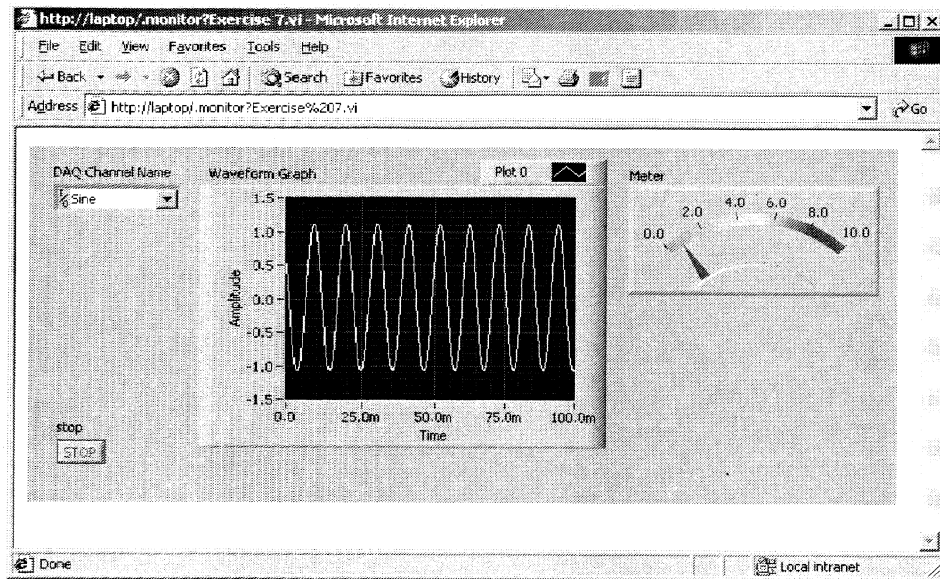 http://laptop/.monitor?Exercise 7.vi - Microsoft Internet Explorer
File Edit View Favorites Tools Help
Back Search Favorites History
Address http://laptop/.monitor?Exercise%207.vi Go
DAQ Channel Name
Sine
Waveform Graph
Plot 0
1.5
1.0
0.5
0.0
-0.5
-1.0
-1.5
Amplitude
0.0 25.0m 50.0m 75.0m 100.0m
Time
Meter
0.0 2.0 4.0 6.0 8.0 10.0
stop
STOP
Done Local intranet